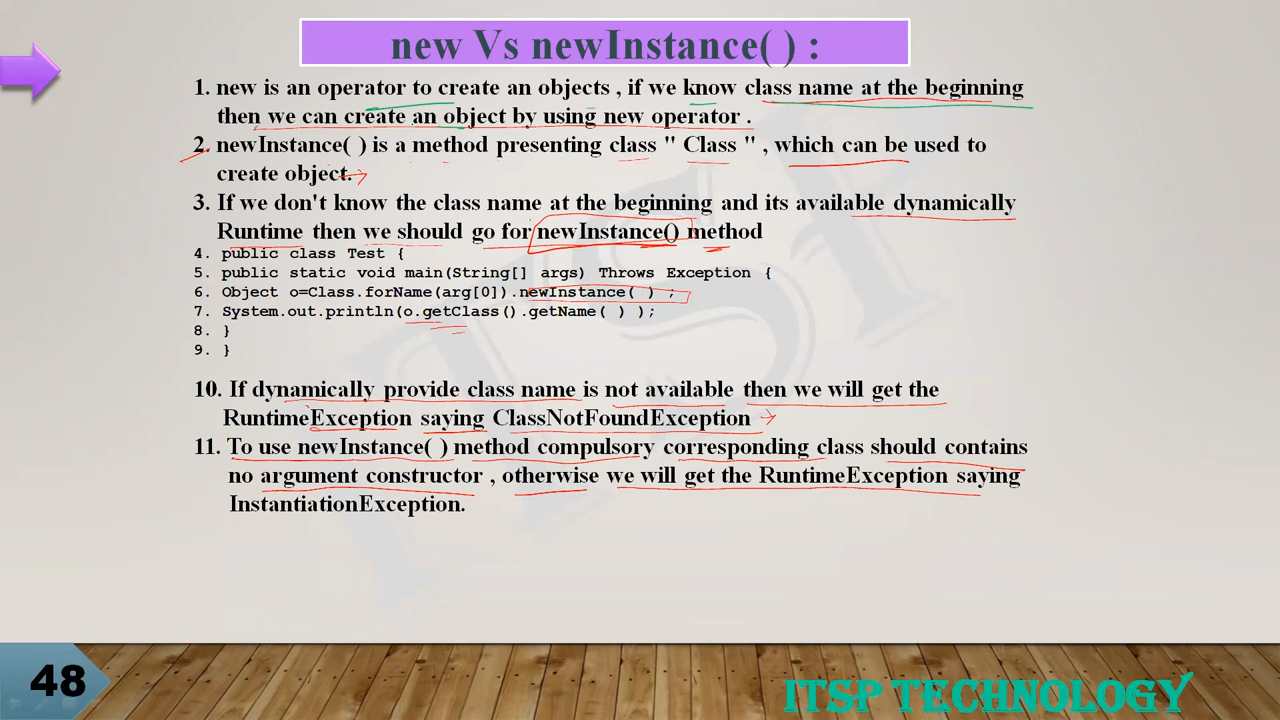 new Vs newInstance( ) :
1. new is an operator to create an objects , if we know class name at the beginning
then we can create an object by using new operator .
2. newInstance( ) is a method presenting class " Class " , which can be used to
create object.
3. If we don't know the class name at the beginning and its available dynamically
Runtime then we should go for newInstance() method
4. public class Test {
5. public static void main(String[] args) Throws Exception {
6. Object o=Class.forName(arg[0]).newInstance( ) ;
7. System.out.println(o.getClass().getName( ) );
8. }
9. }
10. If dynamically provide class name is not available then we will get the
RuntimeException saying ClassNotFoundException
11. To use newInstance( ) method compulsory corresponding class should contains
no argument constructor , otherwise we will get the RuntimeException saying
InstantiationException.
48
ITSP TECHNOLOGY